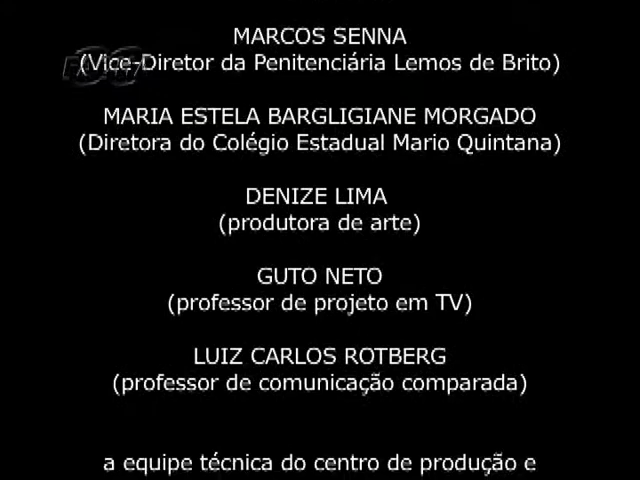 MARCOS SENNA
(Vice-Diretor da Penitenciária Lemos de Brito)
MARIA ESTELA BARGLIGIANE MORGADO
(Diretora do Colégio Estadual Mario Quintana)
DENIZE LIMA
(produtora de arte)
GUTO NETO
(professor de projeto em TV)
LUIZ CARLOS ROTBERG
(professor de comunicação comparada)
a equipe técnica do centro de produção e